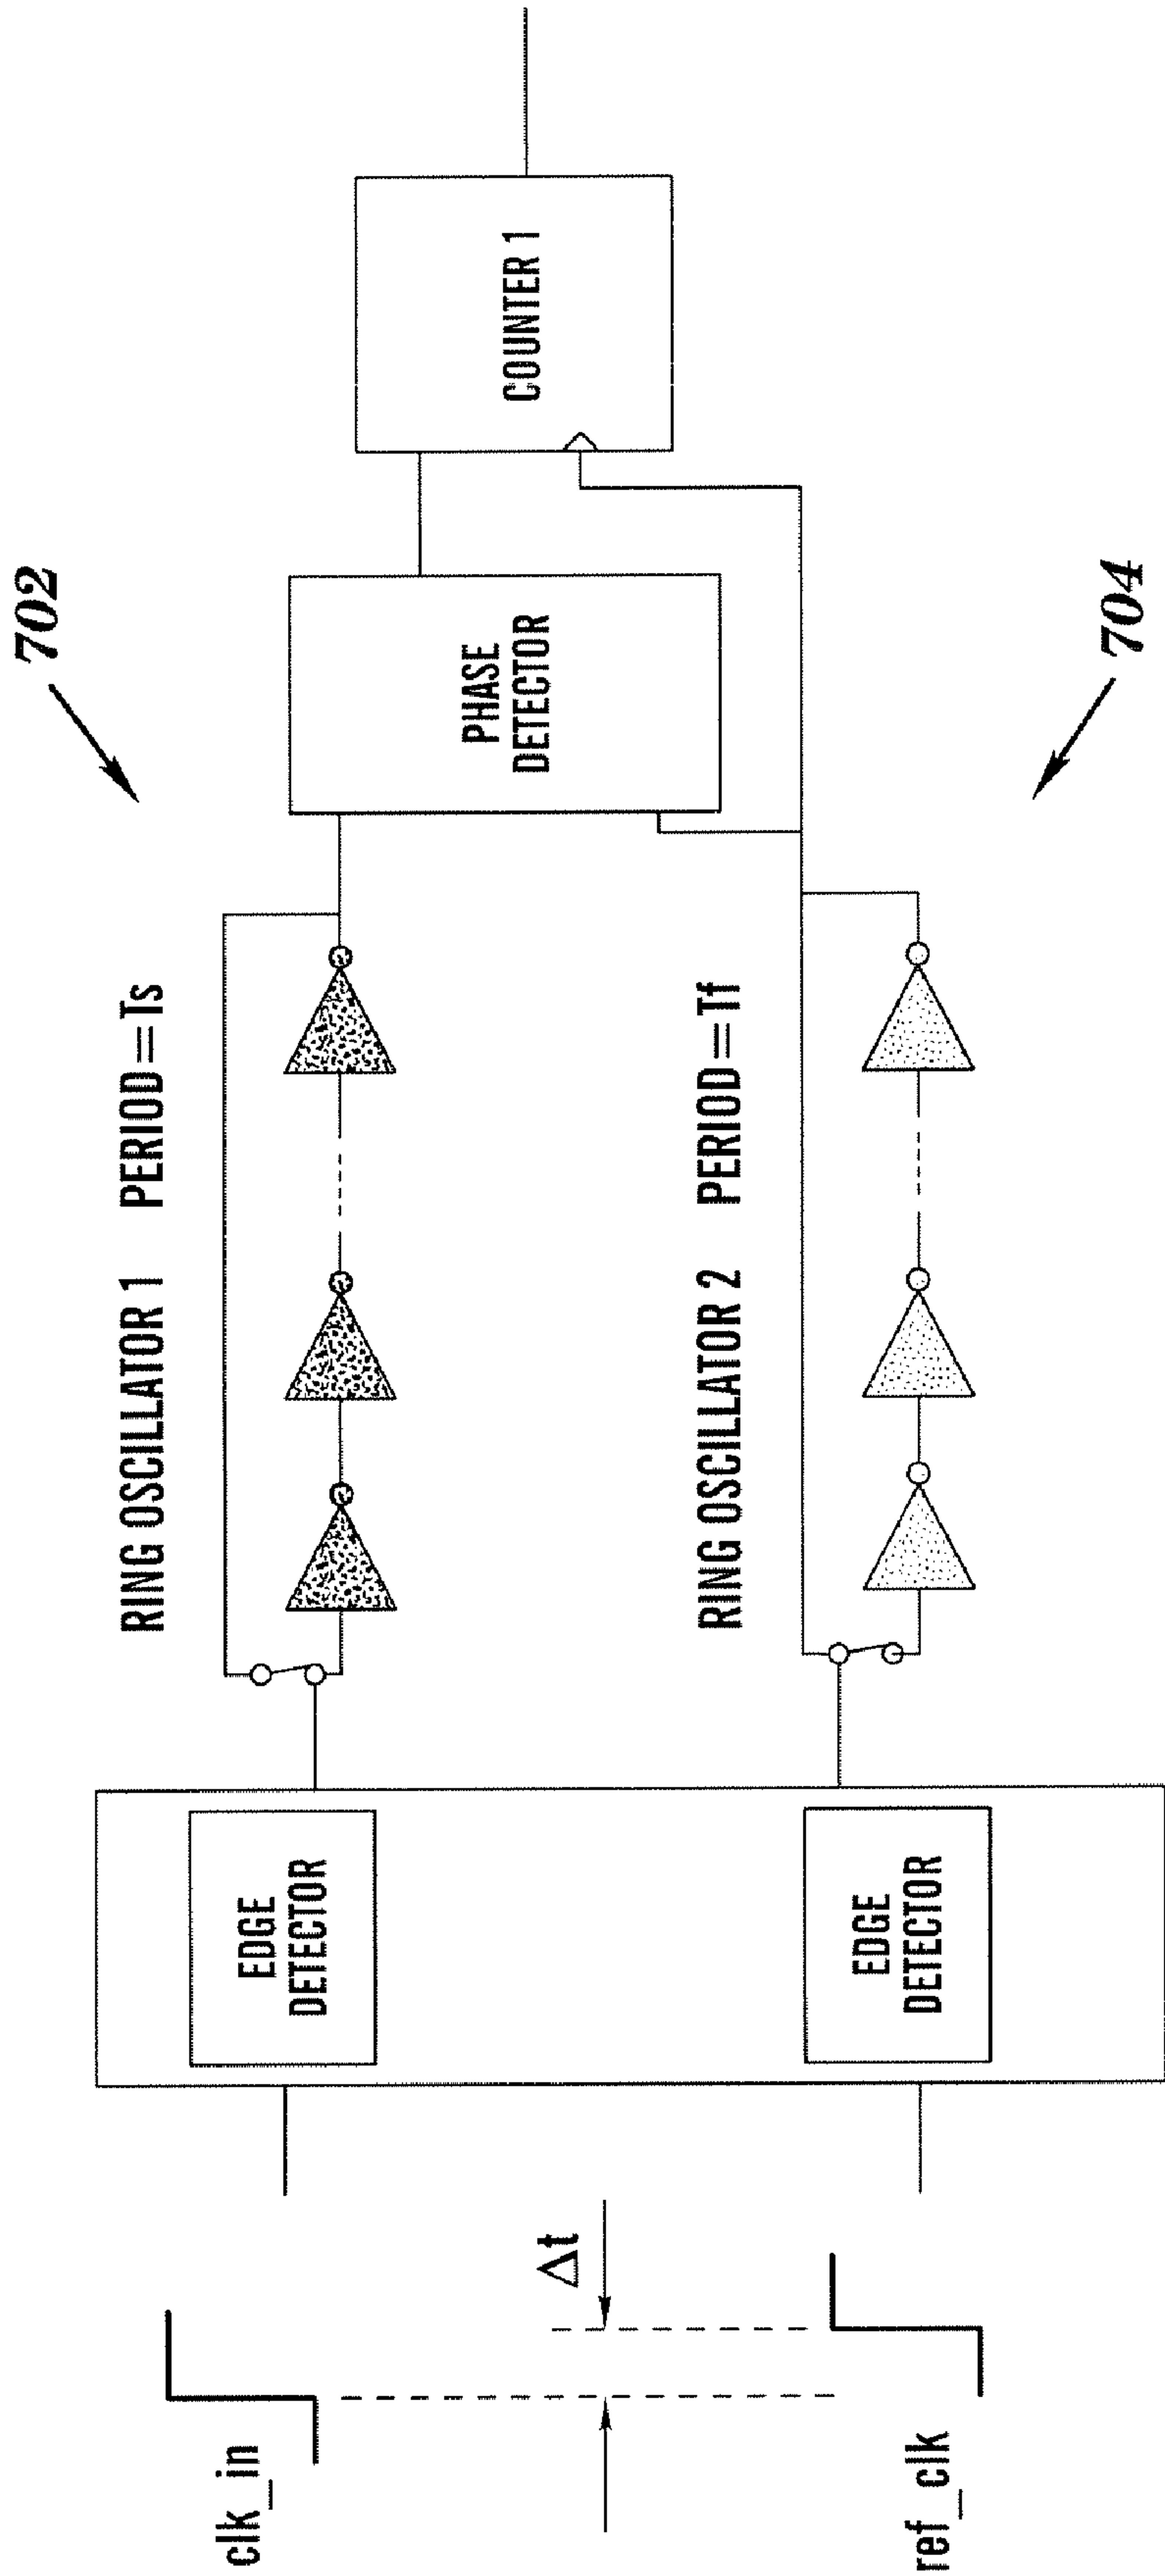 702
RING OSCILLATOR 1 PERIOD=Ts
clk_in
EDGE
DETECTOR
PHASE
DETECTOR
COUNTER 1
Δt
RING OSCILLATOR 2 PERIOD=Tf
ref_clk
EDGE
DETECTOR
704